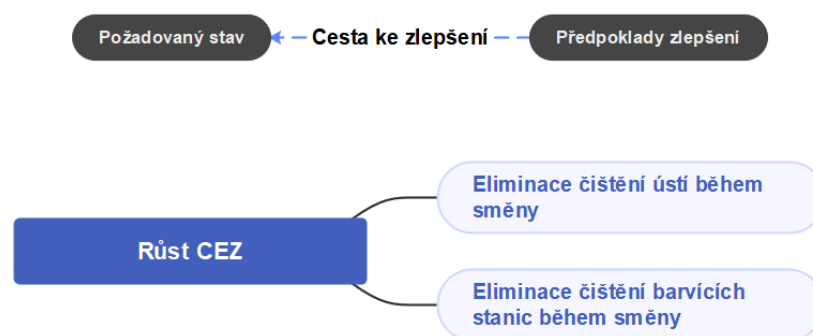 Požadovaný stav
Cesta ke zlepšení
Předpoklady zlepšení
Eliminace čištění ústí během
směny
Růst CEZ
Eliminace čištění barvících
stanic během směny